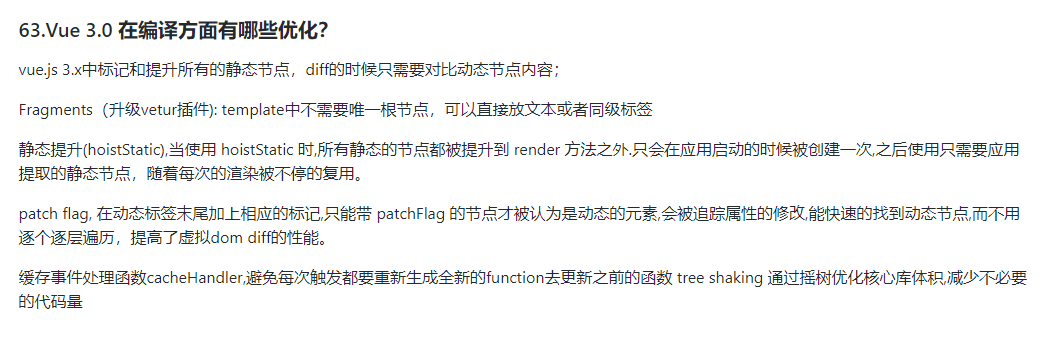 63.Vue 3.0 在编译方面有哪些优化？
vue.js 3.x中标记和提升所有的静态节点，diff的时候只需要对比动态节点内容；
Fragments（升级vetur插件): template中不需要唯一根节点，可以直接放文本或者同级标签
静态提升(hoistStatic),当使用 hoistStatic 时,所有静态的节点都被提升到 render 方法之外.只会在应用启动的时候被创建一次,之后使用只需要应用
提取的静态节点，随着每次的渲染被不停的复用。
patch flag, 在动态标签末尾加上相应的标记,只能带 patchFlag 的节点才被认为是动态的元素,会被追踪属性的修改,能快速的找到动态节点,而不用
逐个逐层遍历，提高了虚拟dom diff的性能。
缓存事件处理函数cacheHandler,避免每次触发都要重新生成全新的function去更新之前的函数 tree shaking 通过摇树优化核心库体积,减少不必要
的代码量